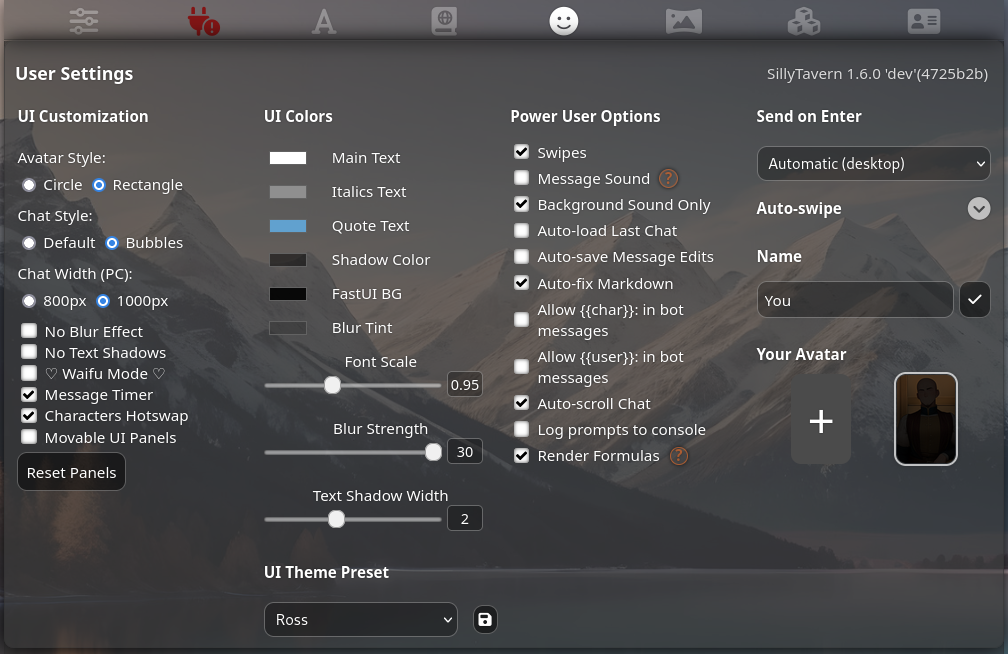 User Settings
SillyTavern 1.6.0 'dev'(4725b2b)
UI Customization
Avatar Style:
Circle Rectangle
Chat Style:
Default Bubbles
Chat Width (PC):
800px 1000px
No Blur Effect
No Text Shadows
♡ Waifu Mode ♡
Message Timer
Characters Hotswap
Movable UI Panels
Reset Panels
UI Colors
Main Text
Italics Text
Quote Text
Shadow Color
FastUI BG
Blur Tint
Font Scale
0.95
Blur Strength
30
Text Shadow Width
2
UI Theme Preset
Ross
Power User Options
Swipes
Message Sound ?
Background Sound Only
Auto-load Last Chat
Auto-save Message Edits
Auto-fix Markdown
Allow {{char}}: in bot
messages
Allow {{user}}: in bot
messages
Auto-scroll Chat
Log prompts to console
Render Formulas ?
Send on Enter
Automatic (desktop)
Auto-swipe
Name
You
Your Avatar
+